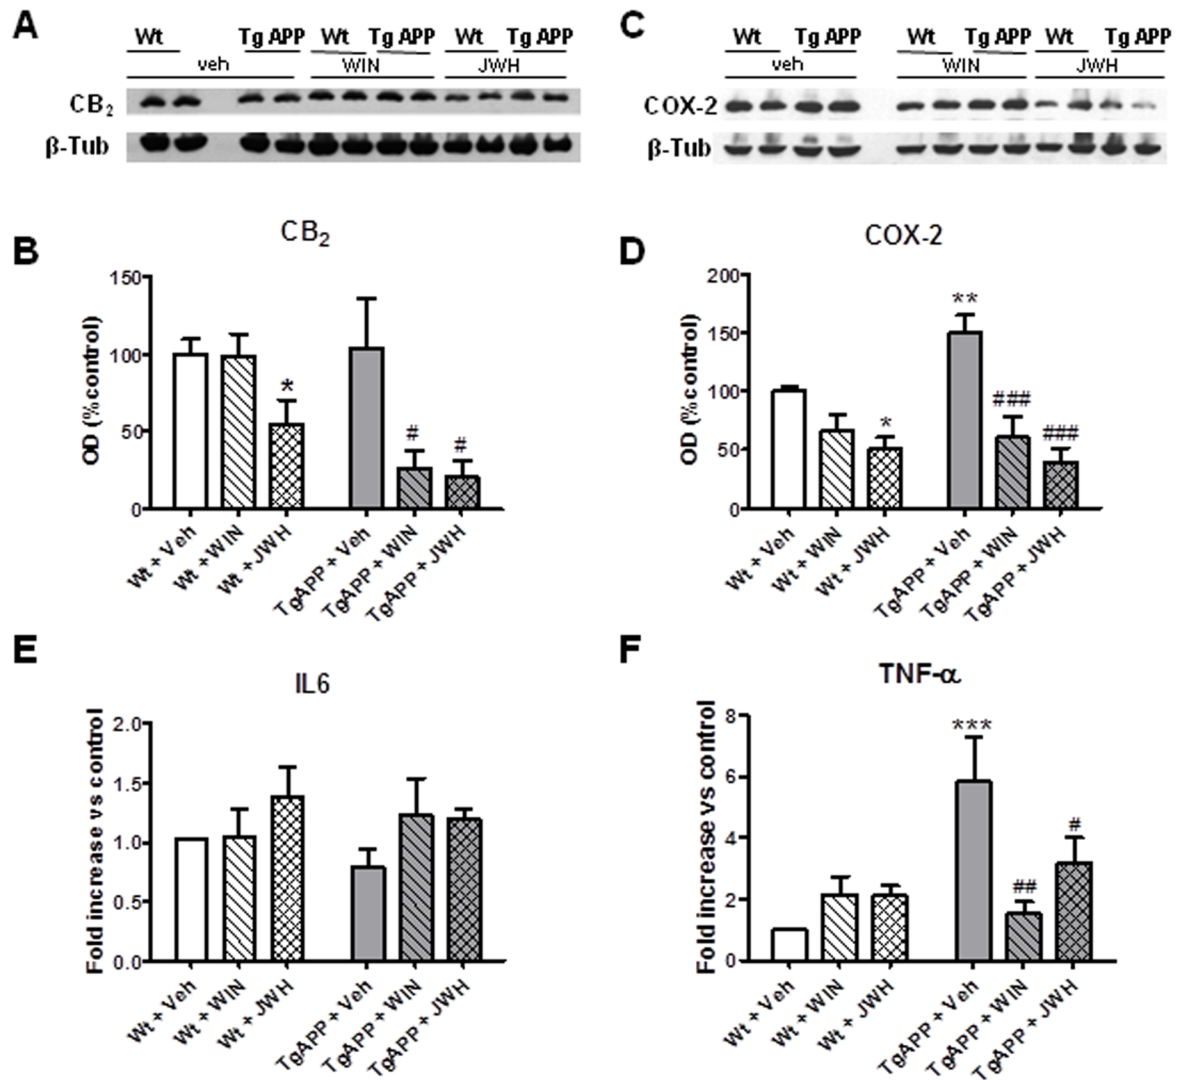 A
Wt Tg APP Wt Tg APP Wt Tg APP
veh WIN JWH
CB2
β-Tub
C
Wt Tg APP Wt Tg APP Wt Tg APP
veh WIN JWH
COX-2
β-Tub
B
CB2
OD (%control)
150
100
50
0
Wt + Veh
Wt + WIN
Wt + JWH
TgAPP + Veh
TgAPP + WIN
TgAPP + JWH
*
#
#
D
COX-2
OD (%control)
200
150
100
50
0
Wt + Veh
Wt + WIN
Wt + JWH
TgAPP + Veh
TgAPP + WIN
TgAPP + JWH
*
**
###
###
E
IL6
Fold increase vs control
2.0
1.5
1.0
0.5
0.0
Wt + Veh
Wt + WIN
Wt + JWH
TgAPP + Veh
TgAPP + WIN
TgAPP + JWH
F
TNF-α
Fold increase vs control
8
6
4
2
0
Wt + Veh
Wt + WIN
Wt + JWH
TgAPP + Veh
TgAPP + WIN
TgAPP + JWH
***
##
#